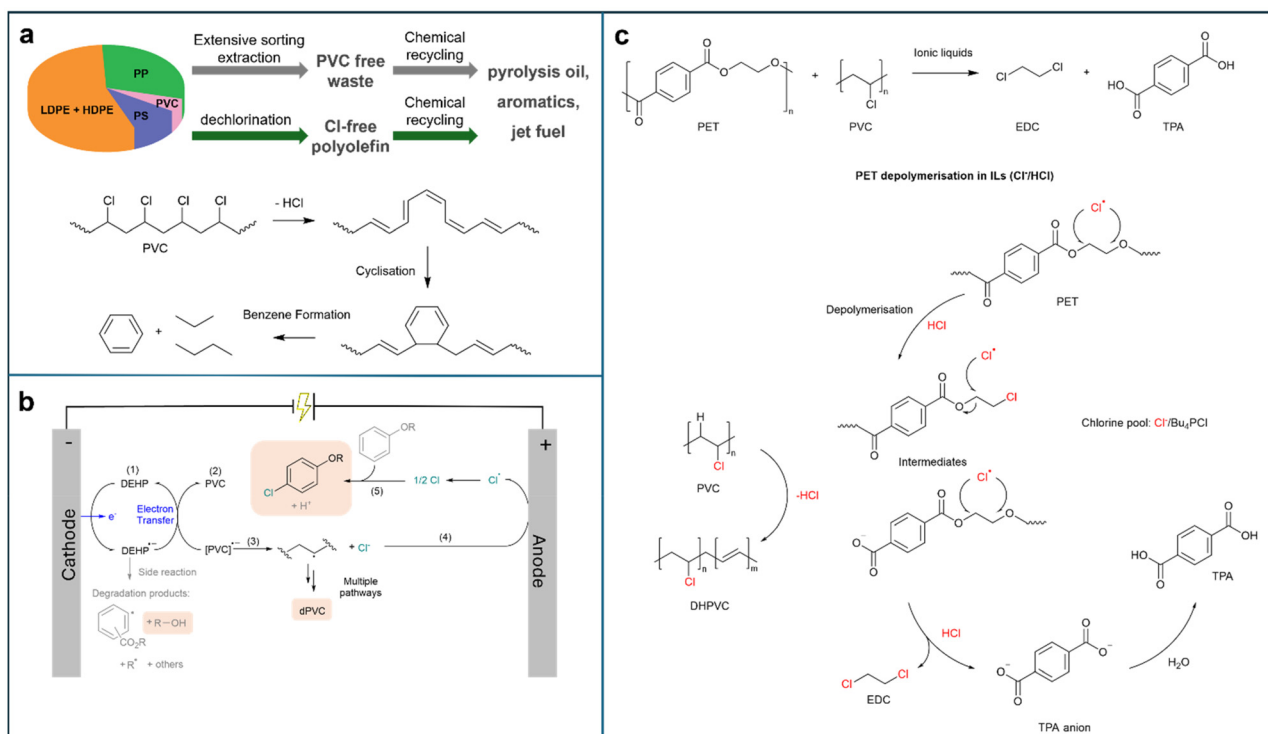 a
LDPE + HDPE
PP
PVC
PS
Extensive sorting
extraction
PVC free
waste
Chemical
recycling
dechlorination
Cl-free
polyolefin
Chemical
recycling
pyrolysis oil,
aromatics,
jet fuel
Cl Cl Cl Cl
PVC
- HCl
Cyclisation
Benzene Formation
+
b
-
+
Cathode
Anode
(1)
DEHP
(2)
PVC
e-
Electron
Transfer
DEHP•−
[PVC]•−
(3)
+ Cl-
(4)
Side reaction
Degradation products:
CO2R
+ R–OH
+ R• + others
Multiple
pathways
dPVC
OR
OR
Cl
+ H+
(5)
1/2 Cl
Cl•
c
O
O
O
O
n
PET
+
Cl
n
PVC
Ionic liquids
Cl
Cl
EDC
+
O
OH
HO
O
TPA
PET depolymerisation in ILs (Cl-/HCl)
Cl•
O
O
O
O
PET
Depolymerisation
HCl
Cl•
O
O
Cl
O
Intermediates
Chlorine pool: Cl-/Bu4PCl
H
n
Cl
PVC
-HCl
n
m
Cl
DHPVC
Cl•
O
O
O
O-
O
HCl
Cl
Cl
EDC
O
O-
O-
O
TPA anion
H2O
O
OH
HO
O
TPA